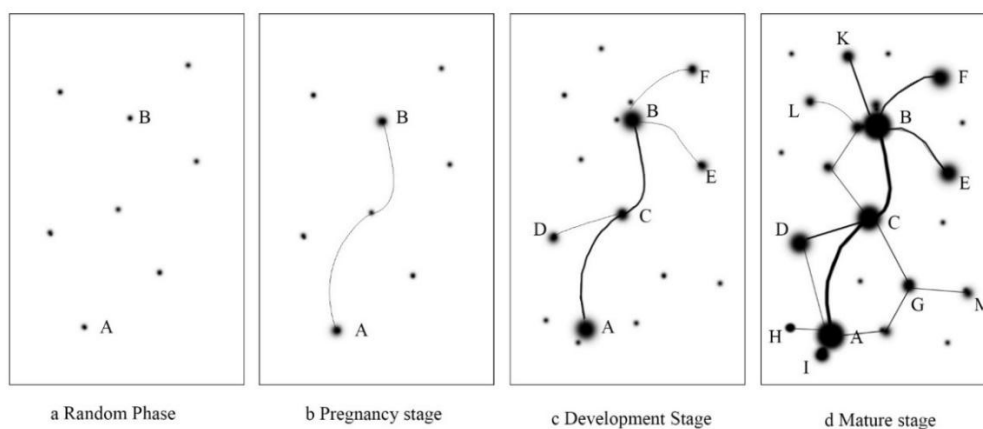 B
A
a Random Phase
B
A
b Pregnancy stage
F
B
E
D
C
A
c Development Stage
K
F
L
B
E
D
C
G
M
H
A
I
d Mature stage